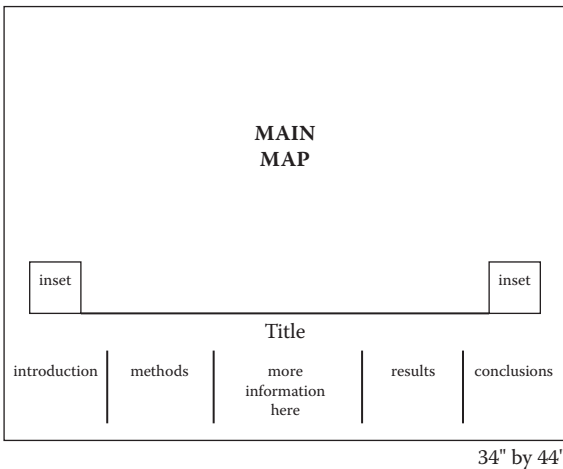 MAIN
MAP
inset
inset
Title
introduction
methods
more
information
here
results
conclusions
34" by 44"